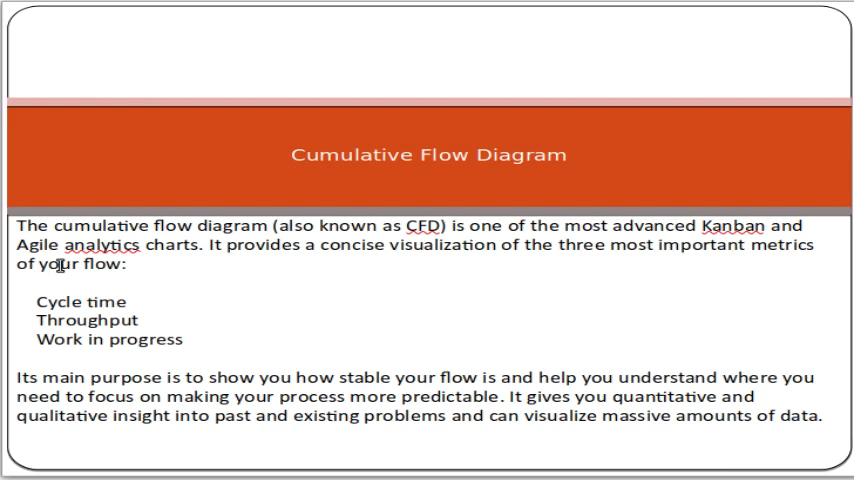 Cumulative Flow Diagram
The cumulative flow diagram (also known as CFD) is one of the most advanced Kanban and
Agile analytics charts. It provides a concise visualization of the three most important metrics
of your flow:
Cycle time
Throughput
Work in progress
Its main purpose is to show you how stable your flow is and help you understand where you
need to focus on making your process more predictable. It gives you quantitative and
qualitative insight into past and existing problems and can visualize massive amounts of data.